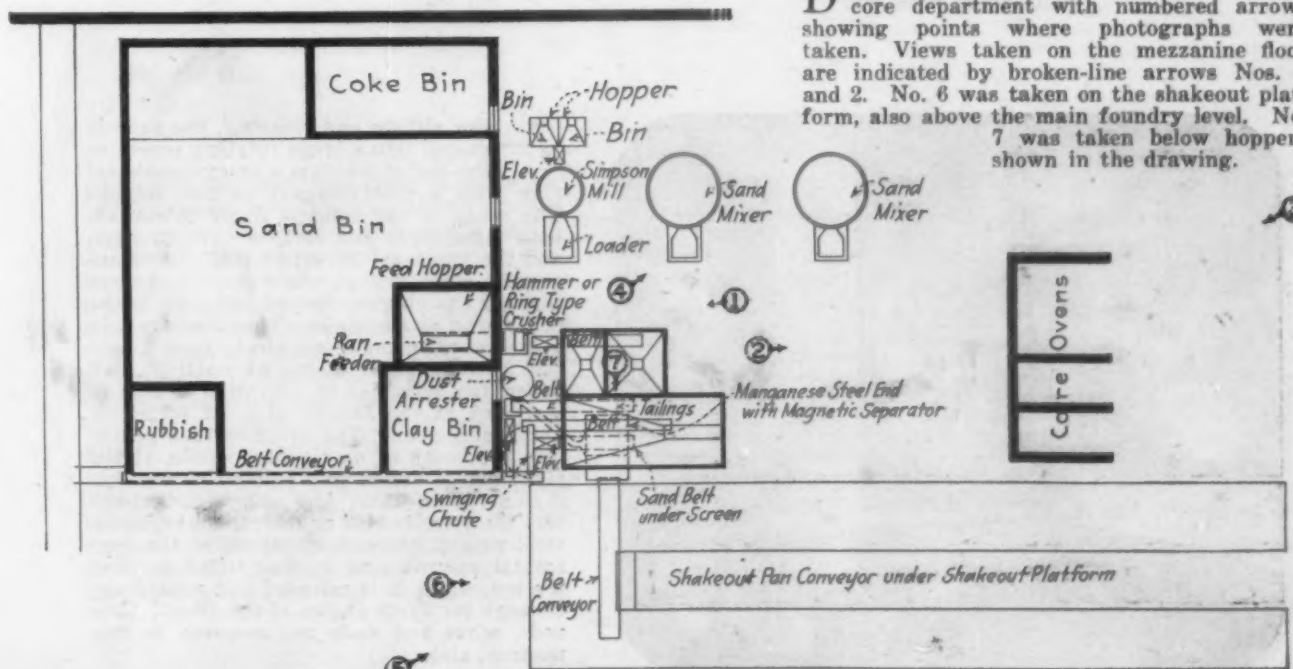 D
core department with numbered arrow
showing points where photographs wer
taken. Views taken on the mezzanine floo
are indicated by broken-line arrows Nos.
and 2. No. 6 was taken on the shakeout plat
form, also above the main foundry level. No
7 was taken below hopper
shown in the drawing.
Coke Bin
Bin
Hopper
Bin
Elev.
Simpson
Mill
Sand
Mixer
Sand
Mixer
Loader
Sand Bin
Feed Hopper
Hammer or
Ring Type
Crusher
4
1
2
Pan
Feeder
Elev.
Belt
7
Dust
Arrester
Belt
Tailings
Manganese Steel End
with Magnetic Separator
Core Ovens
Rubbish
Clay Bin
Belt
Belt Conveyor
Elev.
Elev.
Swinging
Chute
Sand Belt
under Screen
6
Belt
Conveyor
Shakeout Pan Conveyor under Shakeout Platform
5